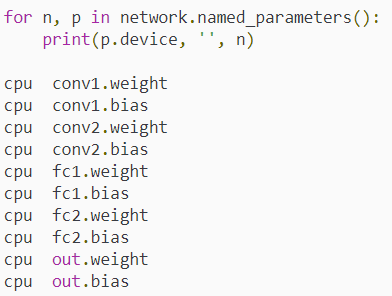 for n, p in network.named_parameters():
    print(p.device, '', n)
cpu  conv1.weight
cpu  conv1.bias
cpu  conv2.weight
cpu  conv2.bias
cpu  fc1.weight
cpu  fc1.bias
cpu  fc2.weight
cpu  fc2.bias
cpu  out.weight
cpu  out.bias